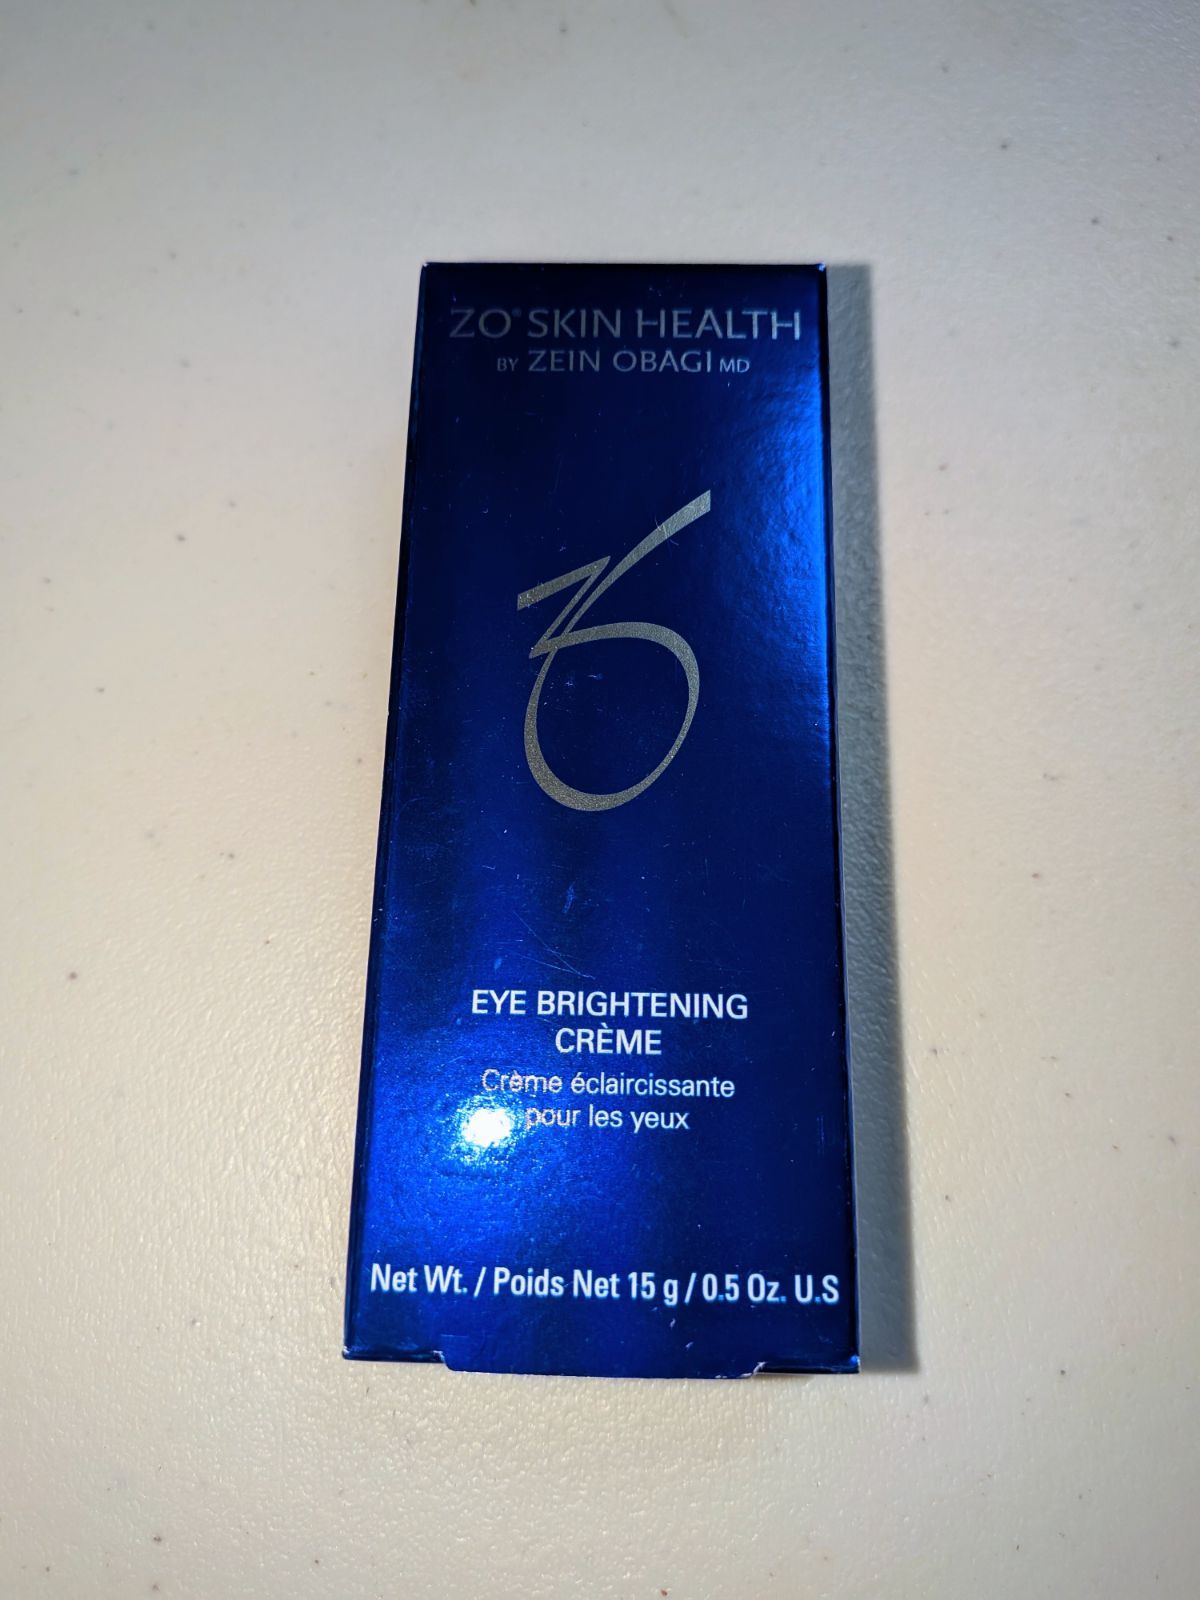 ZO® SKIN HEALTH
BY ZEIN OBAGI MD
EYE BRIGHTENING
CRÈME
Crème éclaircissante
pour les yeux
Net Wt. / Poids Net 15 g / 0.5 Oz. U.S